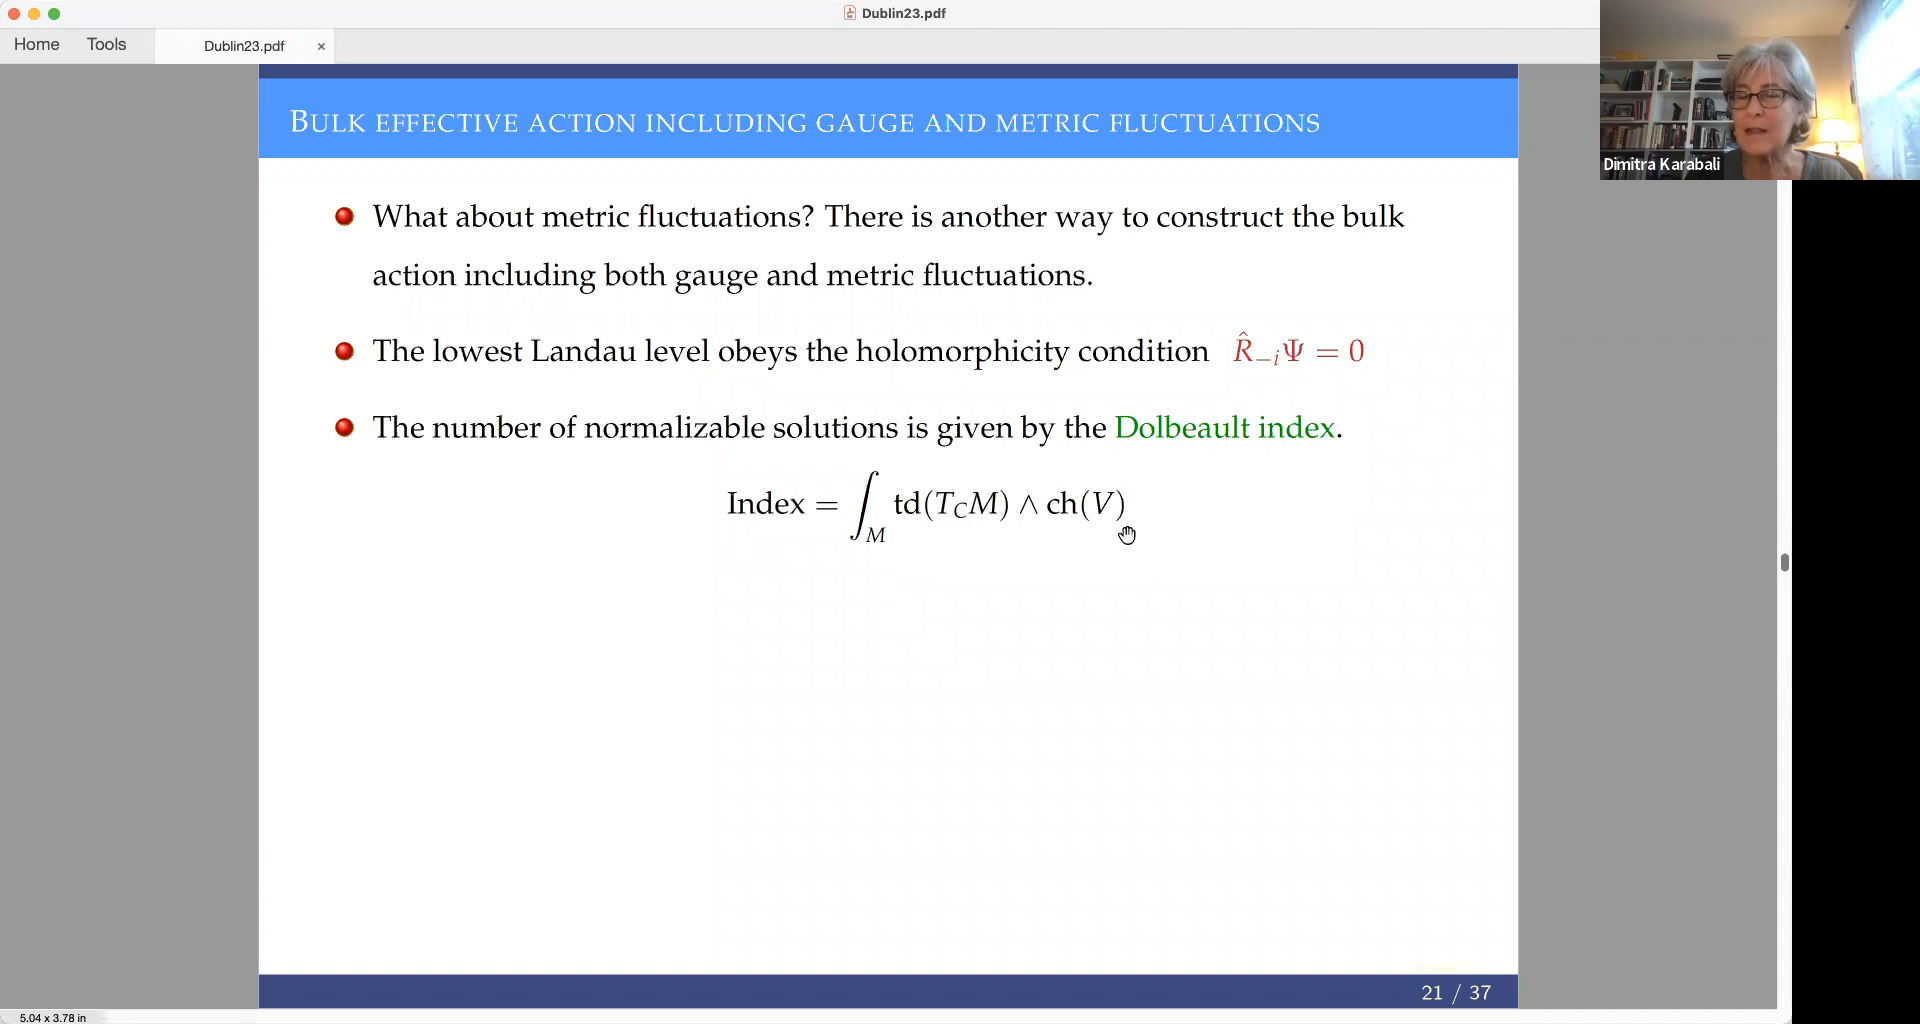 Dublin23.pdf
Home Tools Dublin23.pdf ×
Dimitra Karabali
BULK EFFECTIVE ACTION INCLUDING GAUGE AND METRIC FLUCTUATIONS
What about metric fluctuations? There is another way to construct the bulk
action including both gauge and metric fluctuations.
The lowest Landau level obeys the holomorphicity condition R̂₋ᵢΨ = 0
The number of normalizable solutions is given by the Dolbeault index.
Index = ∫_M td(T_C M) ∧ ch(V)
21 / 37
5.04 x 3.78 in